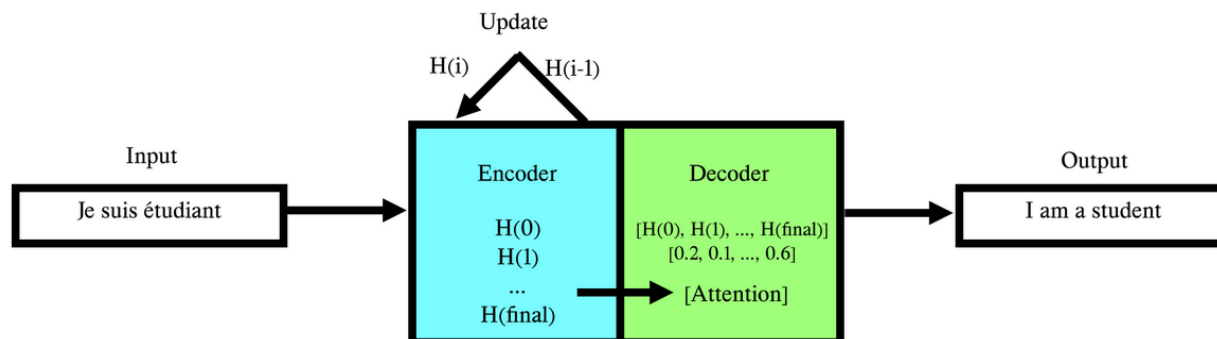 Update
H(i)
H(i-1)
Input
Je suis étudiant
Encoder
H(0)
H(1)
...
H(final)
Decoder
[H(0), H(1), ..., H(final)]
[0.2, 0.1, ..., 0.6]
[Attention]
Output
I am a student